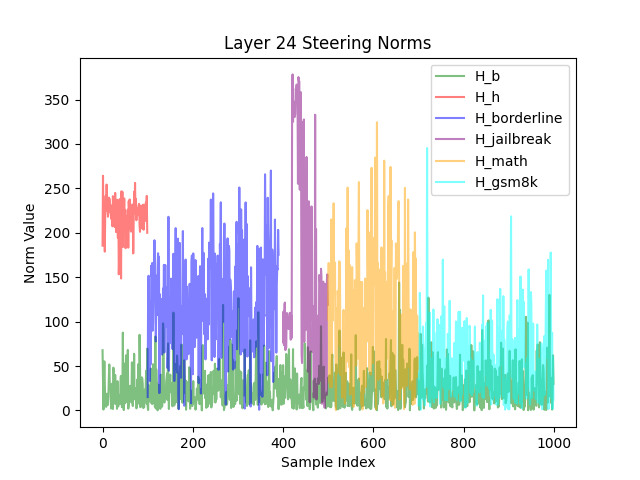 Layer 24 Steering Norms
H_b
H_h
H_borderline
H_jailbreak
H_math
H_gsm8k
Norm Value
350
300
250
200
150
100
50
0
0 200 400 600 800 1000
Sample Index